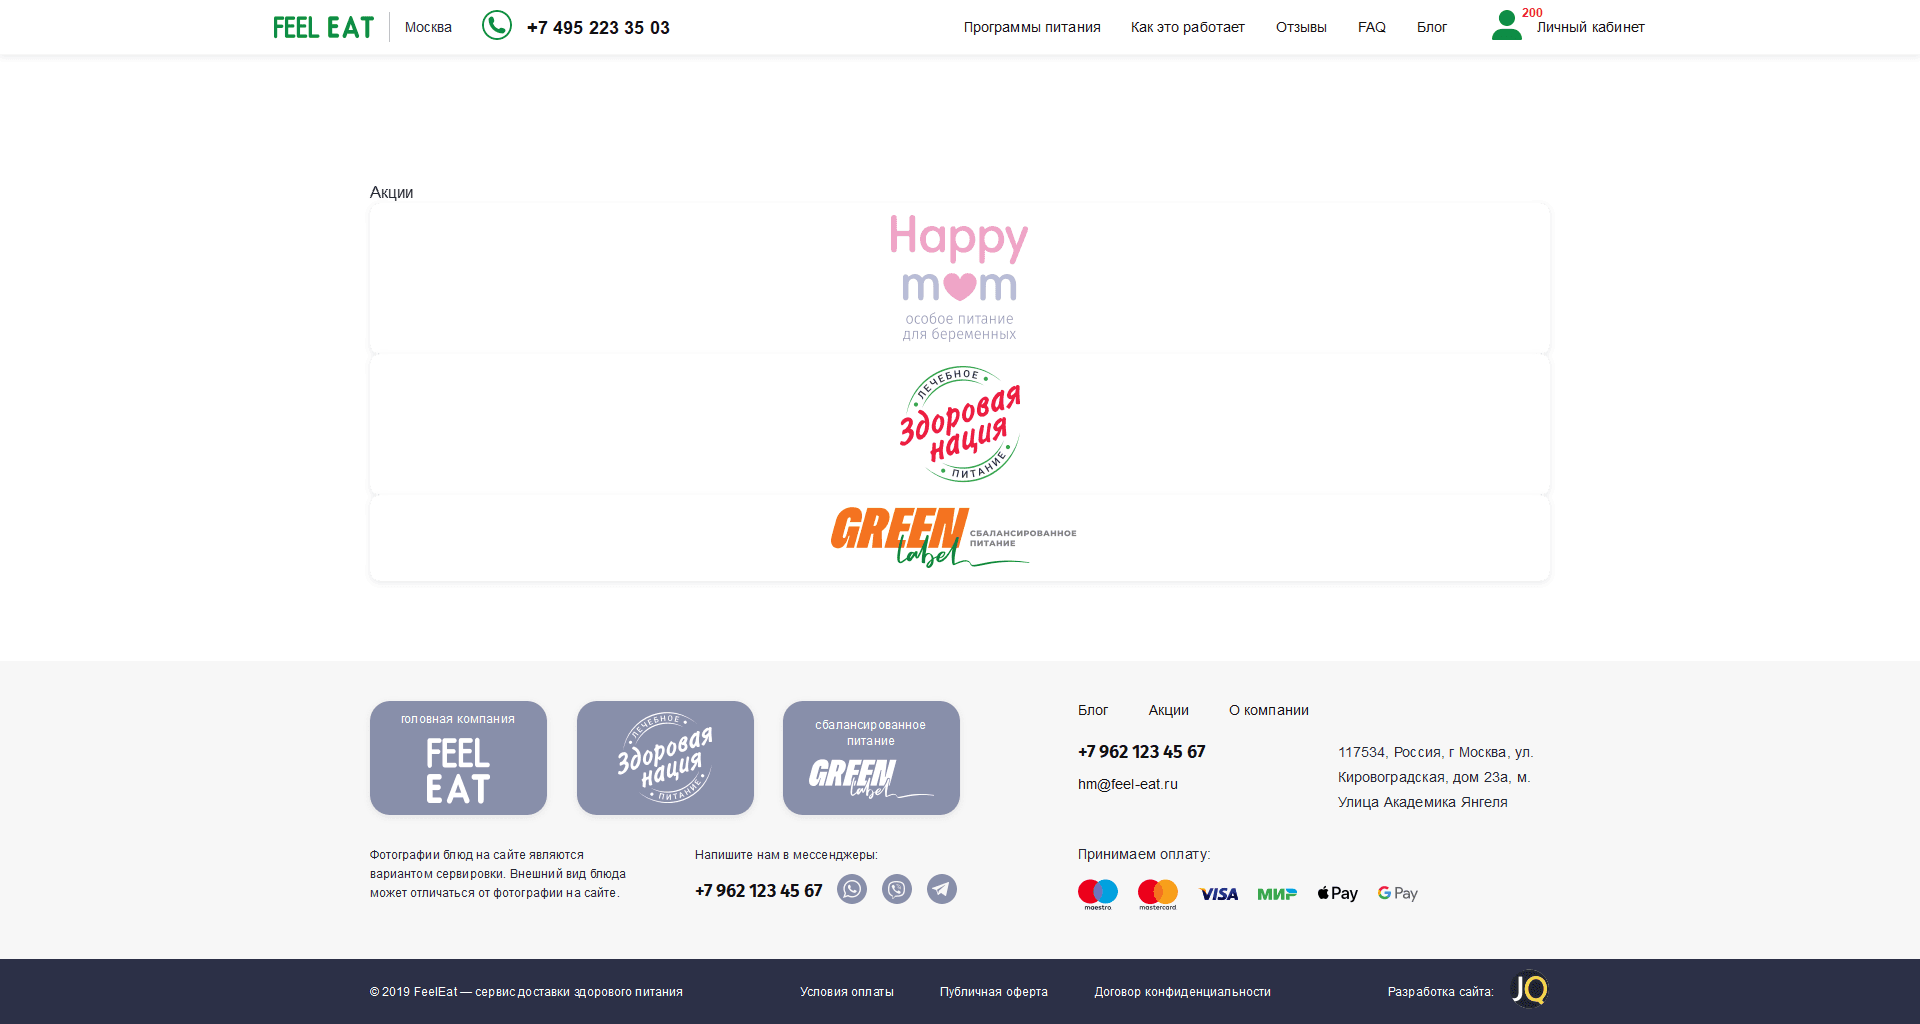 FEEL EAT
Москва
+7 495 223 35 03
Программы питания
Как это работает
Отзывы
FAQ
Блог
200
Личный кабинет
Акции
Happy
mom
особое питание
для беременных
ЛЕЧЕБНОЕ
Здоровая
нация
ПИТАНИЕ
GREEN
label
СБАЛАНСИРОВАННОЕ
ПИТАНИЕ
головная компания
FEEL
EAT
ЛЕЧЕБНОЕ
Здоровая
нация
ПИТАНИЕ
сбалансированное
питание
GREEN
label
Блог
Акции
О компании
+7 962 123 45 67
hm@feel-eat.ru
117534, Россия, г Москва, ул.
Кировоградская, дом 23а, м.
Улица Академика Янгеля
Фотографии блюд на сайте являются
вариантом сервировки. Внешний вид блюда
может отличаться от фотографии на сайте.
Напишите нам в мессенджеры:
+7 962 123 45 67
Принимаем оплату:
maestro
mastercard
VISA
МИР
Pay
G Pay
© 2019 FeelEat — сервис доставки здорового питания
Условия оплаты
Публичная оферта
Договор конфиденциальности
Разработка сайта:
JQ